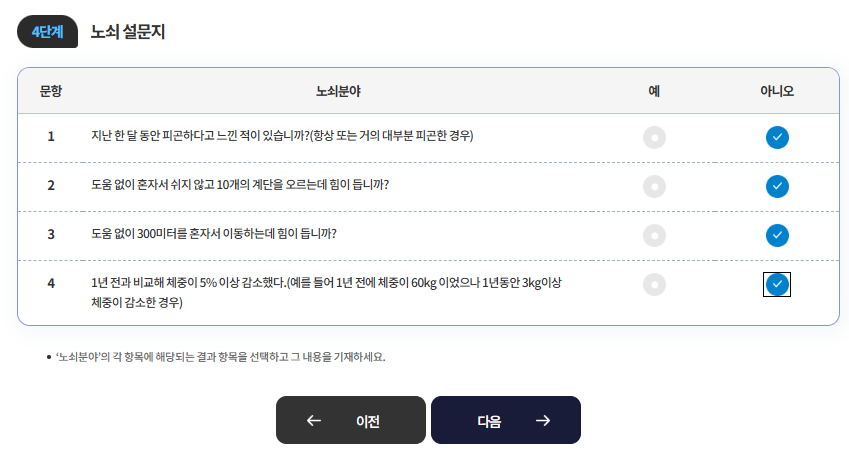 4단계 노쇠 설문지
문항 노쇠분야 예 아니오
1 지난 한 달 동안 피곤하다고 느낀 적이 있습니까?(항상 또는 거의 대부분 피곤한 경우)
2 도움 없이 혼자서 쉬지 않고 10개의 계단을 오르는데 힘이 듭니까?
3 도움 없이 300미터를 혼자서 이동하는데 힘이 듭니까?
4 1년 전과 비교해 체중이 5% 이상 감소했다.(예를 들어 1년 전에 체중이 60kg 이었으나 1년동안 3kg이상
체중이 감소한 경우)
• ‘노쇠분야’의 각 항목에 해당되는 결과 항목을 선택하고 그 내용을 기재하세요.
← 이전 다음 →